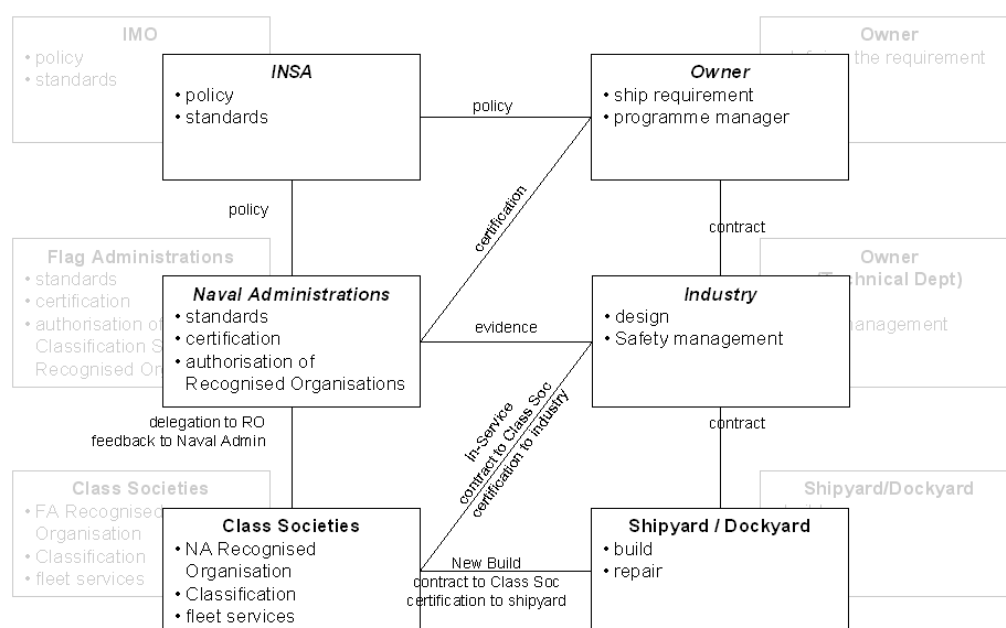 IMO
• policy
• standards
Owner
the requirement
INSA
• policy
• standards
policy
Owner
• ship requirement
• programme manager
policy
certification
contract
Flag Administrations
• standards
• certification
• authorisation of
Classification S
Recognised Or
Owner
(Technical Dept)
management
Naval Administrations
• standards
• certification
• authorisation of
Recognised Organisations
evidence
Industry
• design
• Safety management
delegation to RO
feedback to Naval Admin
In-Service
contract to Class Soc
certification to industry
contract
Class Societies
• FA Recognised
Organisation
• Classification
• fleet services
Shipyard/Dockyard
Class Societies
• NA Recognised
Organisation
• Classification
• fleet services
New Build
contract to Class Soc
certification to shipyard
Shipyard / Dockyard
• build
• repair